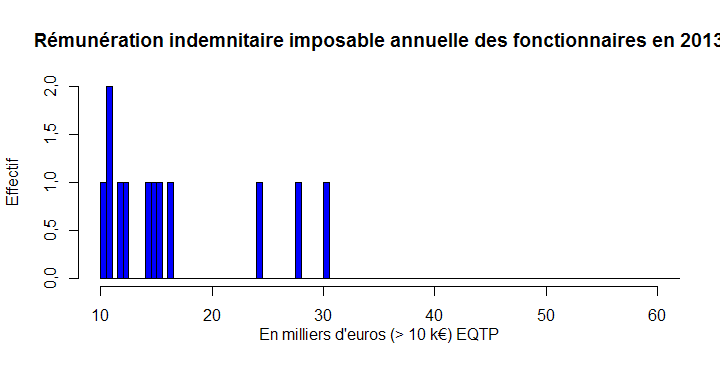 Rémunération indemnitaire imposable annuelle des fonctionnaires en 2013
Effectif
2,0
1,5
1,0
0,5
0,0
10 20 30 40 50 60
En milliers d'euros (> 10 k€) EQTP